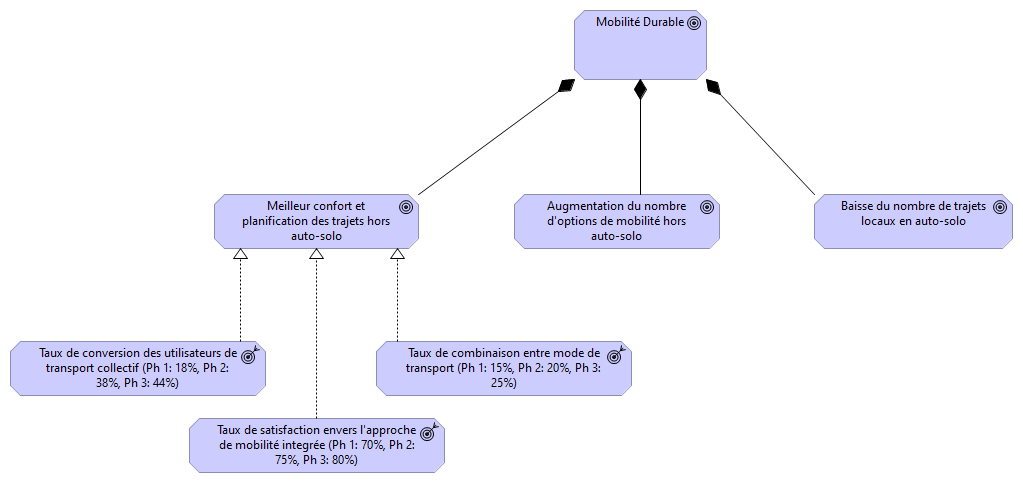 Mobilité Durable
Meilleur confort et
planification des trajets hors
auto-solo
Augmentation du nombre
d'options de mobilité hors
auto-solo
Baisse du nombre de trajets
locaux en auto-solo
Taux de conversion des utilisateurs de
transport collectif (Ph 1: 18%, Ph 2:
38%, Ph 3: 44%)
Taux de combinaison entre mode de
transport (Ph 1: 15%, Ph 2: 20%, Ph 3:
25%)
Taux de satisfaction envers l'approche
de mobilité integrée (Ph 1: 70%, Ph 2:
75%, Ph 3: 80%)